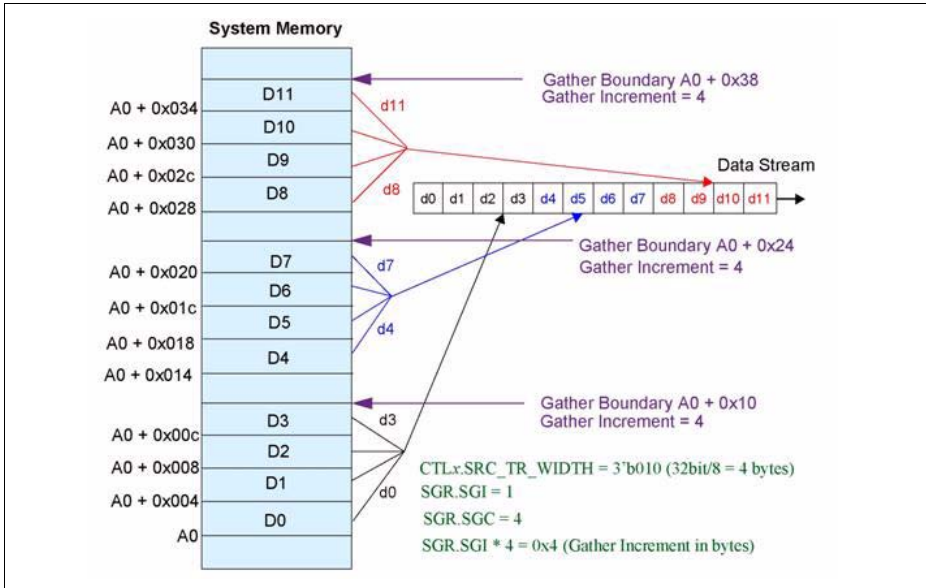 System Memory
Gather Boundary A0 + 0x38
Gather Increment = 4
D11
d11
A0 + 0x034
D10
A0 + 0x030
D9
Data Stream
A0 + 0x02c
D8
d8
d0 d1 d2 d3 d4 d5 d6 d7 d8 d9 d10 d11
A0 + 0x028
Gather Boundary A0 + 0x24
Gather Increment = 4
D7
d7
A0 + 0x020
D6
A0 + 0x01c
D5
d4
A0 + 0x018
D4
A0 + 0x014
Gather Boundary A0 + 0x10
Gather Increment = 4
D3
d3
A0 + 0x00c
D2
A0 + 0x008
D1
d0
A0 + 0x004
D0
A0
CTLx.SRC_TR_WIDTH = 3'b010 (32bit/8 = 4 bytes)
SGR.SGI = 1
SGR.SGC = 4
SGR.SGI * 4 = 0x4 (Gather Increment in bytes)